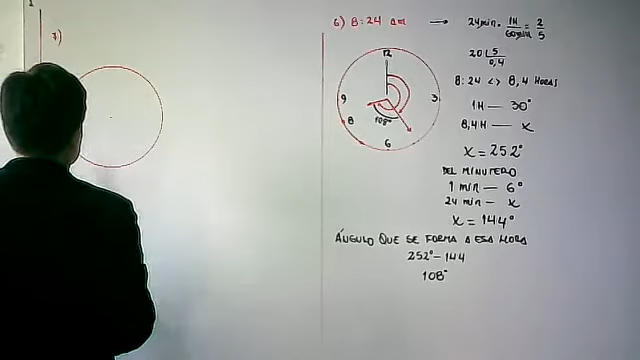 7)
6) 8:24 am → 24 min. 1H/60min = 2/5
20 5
0,4
8:24 <> 8,4 HORAS
1H — 30°
8,4H — x
x = 252°
DEL MINUTERO
1 min — 6°
24 min — x
x = 144°
12
9
3
8
108°
6
ÁNGULO QUE SE FORMA A ESA HORA
252° - 144
108°